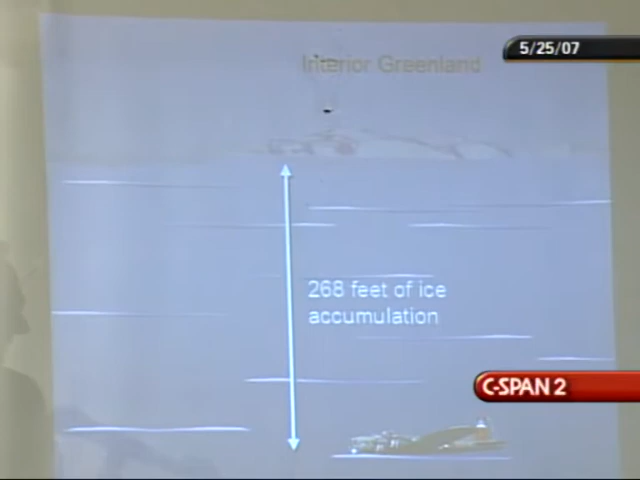 Interior Greenland
5/25/07
268 feet of ice
accumulation
C-SPAN 2